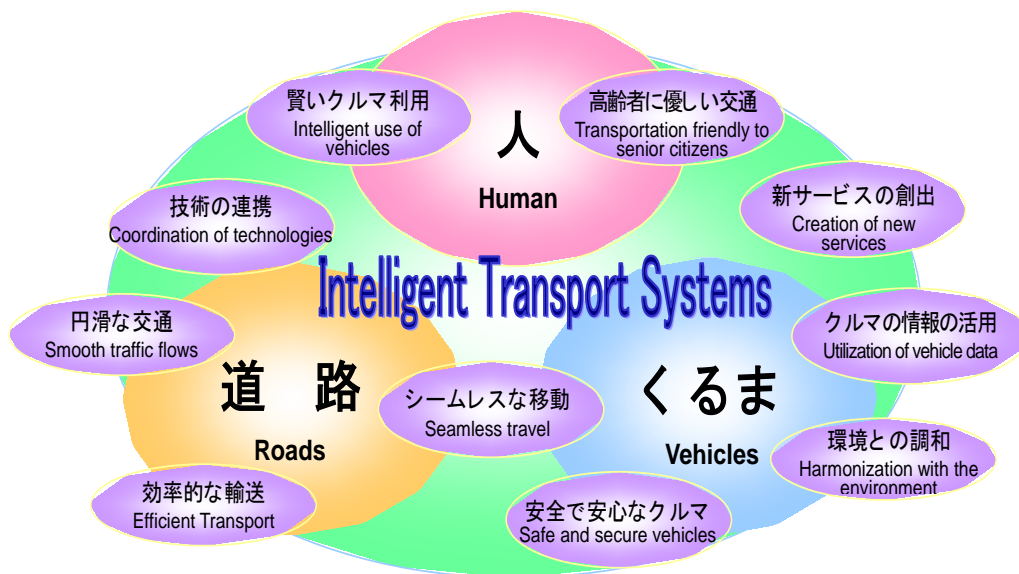 賢いクルマ利用
Intelligent use of
vehicles
高齢者に優しい交通
Transportation friendly to
senior citizens
人
Human
技術の連携
Coordination of technologies
新サービスの創出
Creation of new
services
Intelligent Transport Systems
円滑な交通
Smooth traffic flows
クルマの情報の活用
Utilization of vehicle data
道 路
Roads
シームレスな移動
Seamless travel
くるま
Vehicles
環境との調和
Harmonization with the
environment
効率的な輸送
Efficient Transport
安全で安心なクルマ
Safe and secure vehicles